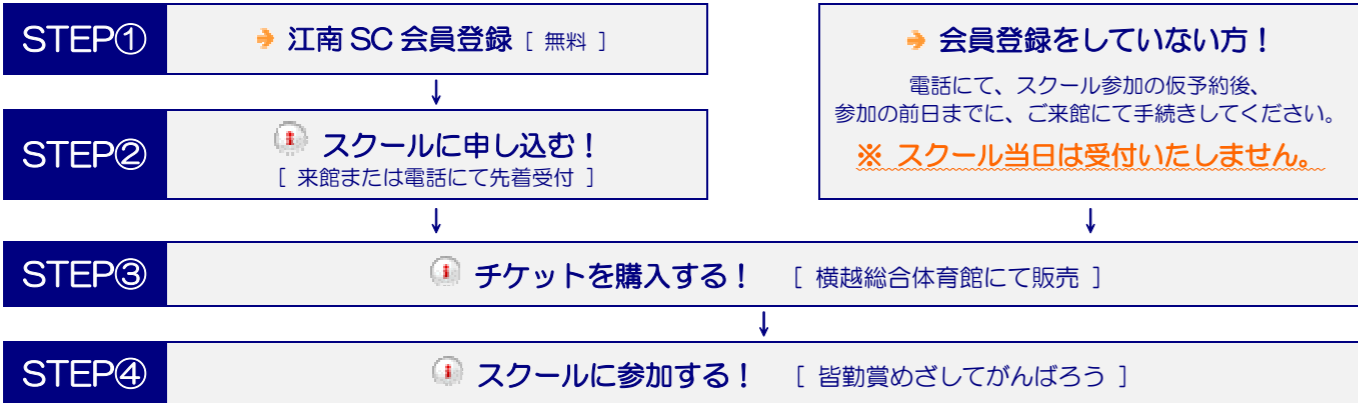 STEP①
江南 SC 会員登録 [ 無料 ]
↓
STEP②
スクールに申し込む！
[ 来館または電話にて先着受付 ]
↓
会員登録をしていない方！
電話にて、スクール参加の仮予約後、
参加の前日までに、ご来館にて手続きしてください。
※ スクール当日は受付いたしません。
↓
STEP③
チケットを購入する！ [ 横越総合体育館にて販売 ]
↓
STEP④
スクールに参加する！ [ 皆勤賞めざしてがんばろう ]